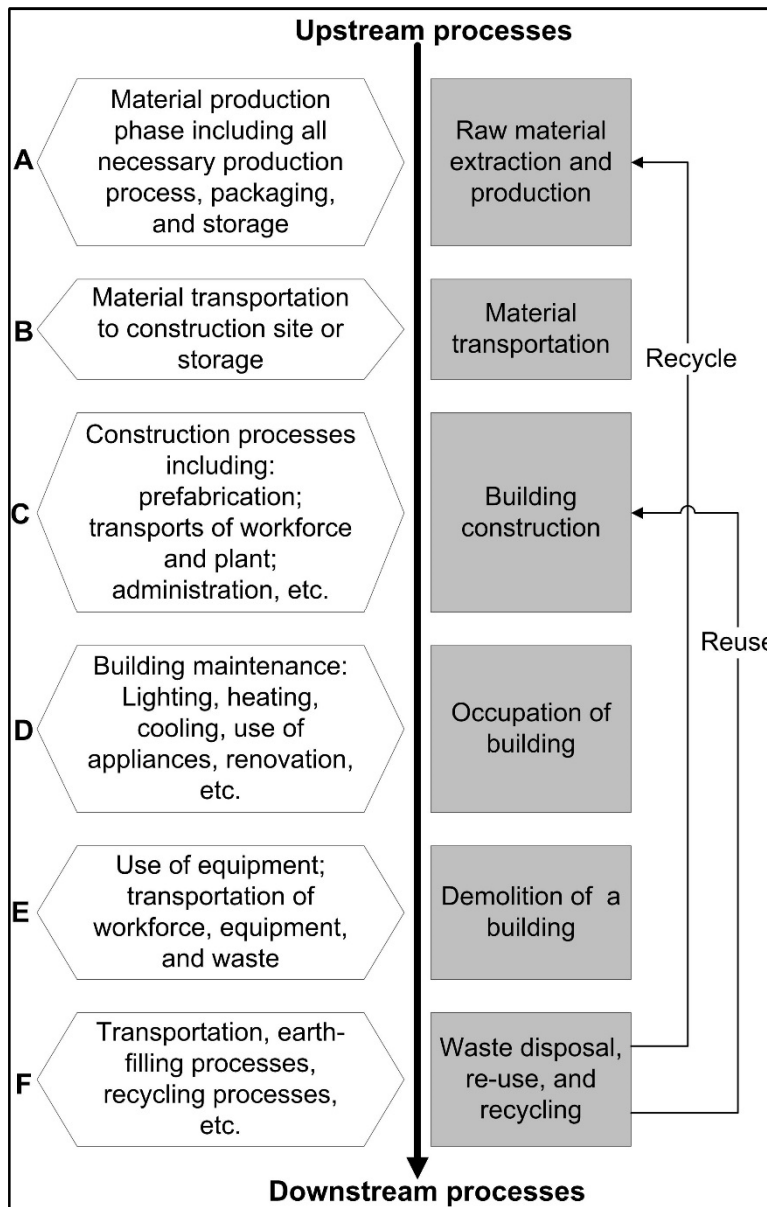 Upstream processes
A
Material production
phase including all
necessary production
process, packaging,
and storage
Raw material
extraction and
production
B
Material transportation
to construction site or
storage
Material
transportation
Recycle
C
Construction processes
including:
prefabrication;
transports of workforce
and plant;
administration, etc.
Building
construction
Reuse
D
Building maintenance:
Lighting, heating,
cooling, use of
appliances, renovation,
etc.
Occupation of
building
E
Use of equipment;
transportation of
workforce, equipment,
and waste
Demolition of a
building
F
Transportation, earth-
filling processes,
recycling processes,
etc.
Waste disposal,
re-use, and
recycling
Downstream processes